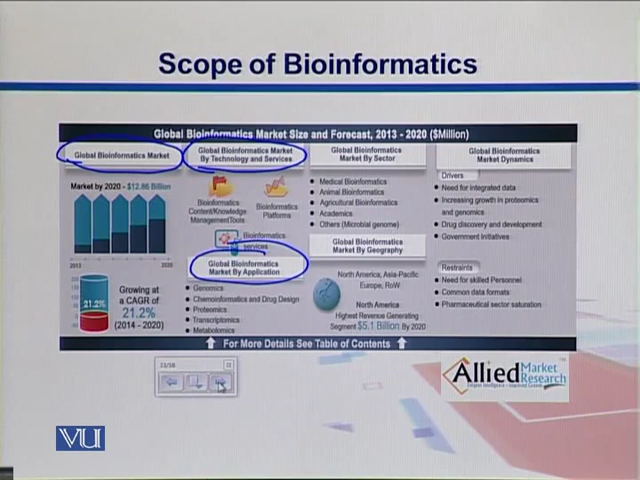 Scope of Bioinformatics
Global Bioinformatics Market Size and Forecast, 2013 - 2020 ($Million)
Global Bioinformatics Market
Market by 2020 - $12.86 Billion
2013
2020
21.2%
Growing at
a CAGR of
21.2%
(2014 - 2020)
Global Bioinformatics Market
By Technology and Services
Bioinformatics
Content/Knowledge
ManagementTools
Bioinformatics
Platforms
Bioinformatics
services
Global Bioinformatics
Market By Application
Genomics
Chemoinformatics and Drug Design
Proteomics
Transcriptomics
Metabolomics
Global Bioinformatics
Market By Sector
Medical Bioinformatics
Animal Bioinformatics
Agricultural Bioinformatics
Academics
Others (Microbial genome)
Global Bioinformatics
Market By Geography
North America, Asia-Pacific
Europe, RoW
North America:
Highest Revenue Generating
Segment $5.1 Billion By 2020
Global Bioinformatics
Market Dynamics
Drivers
Need for integrated data
Increasing growth in proteomics
and genomics
Drug discovery and development
Government Initiatives
Restraints
Need for skilled Personnel
Common data formats
Pharmaceutical sector saturation
For More Details See Table of Contents
Allied Market
Research
VU